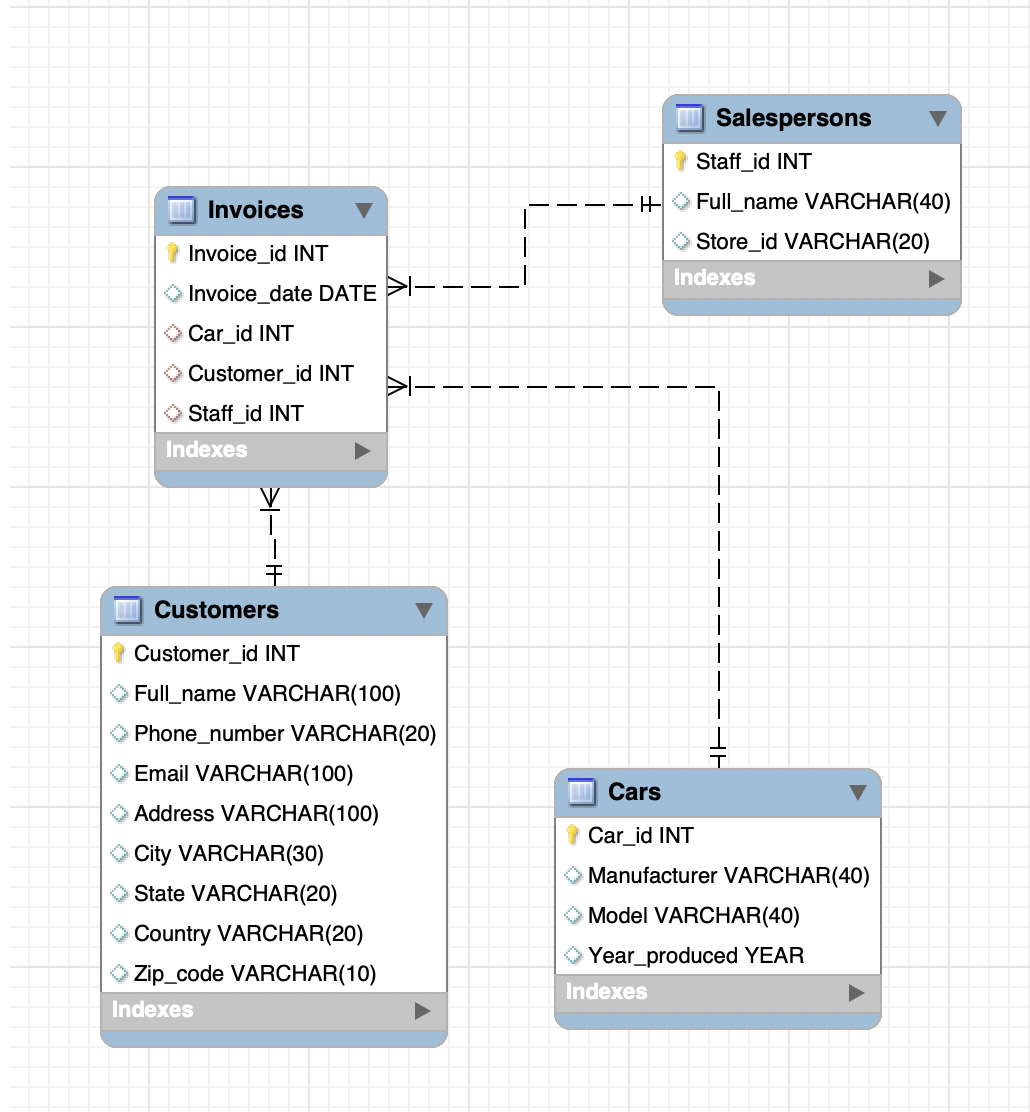 Salespersons
Staff_id INT
Full_name VARCHAR(40)
Store_id VARCHAR(20)
Indexes
Invoices
Invoice_id INT
Invoice_date DATE
Car_id INT
Customer_id INT
Staff_id INT
Indexes
Customers
Customer_id INT
Full_name VARCHAR(100)
Phone_number VARCHAR(20)
Email VARCHAR(100)
Address VARCHAR(100)
City VARCHAR(30)
State VARCHAR(20)
Country VARCHAR(20)
Zip_code VARCHAR(10)
Indexes
Cars
Car_id INT
Manufacturer VARCHAR(40)
Model VARCHAR(40)
Year_produced YEAR
Indexes